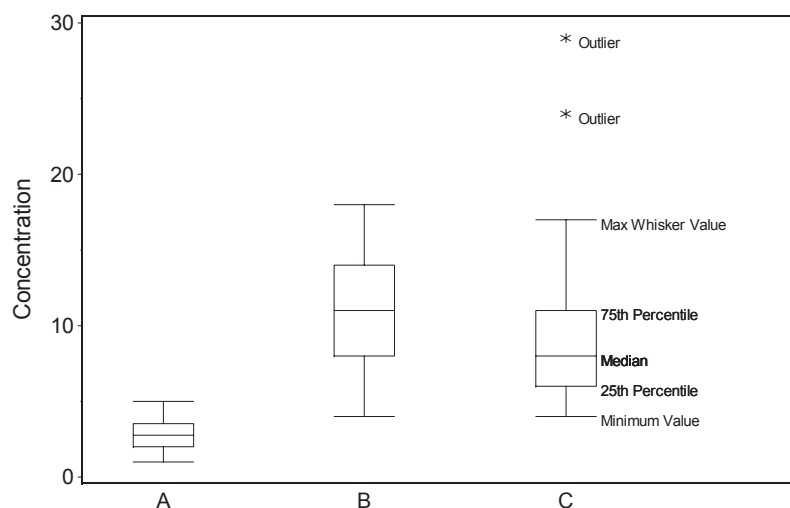 30
* Outlier
* Outlier
20
Max Whisker Value
Concentration
75th Percentile
10
Median
25th Percentile
Minimum Value
0
A B C